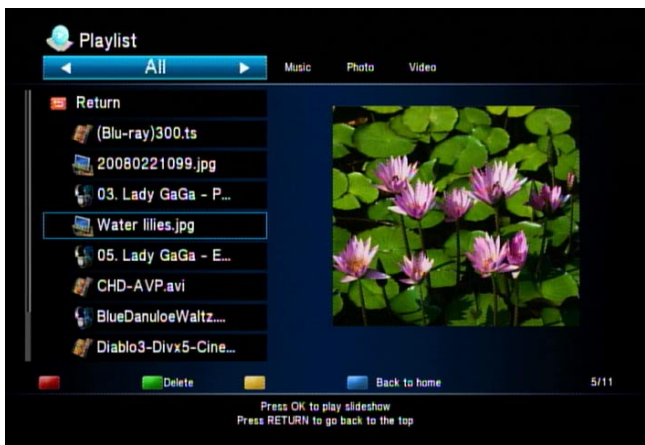 Playlist
All
Music
Photo
Video
Return
(Blu-ray)300.ts
20080221099.jpg
03. Lady GaGa - P...
Water lilies.jpg
05. Lady GaGa - E...
CHD-AVP.avi
BlueDanuloeWaltz....
Diablo3-Divx5-Cine...
Delete
Back to home
5/11
Press OK to play slideshow
Press RETURN to go back to the top